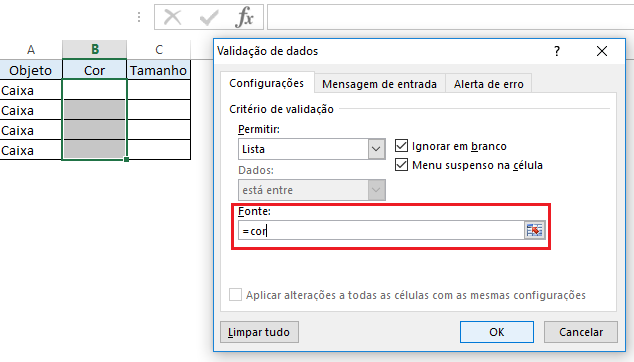 fx
A B C
Objeto Cor Tamanho
Caixa
Caixa
Caixa
Caixa
Validação de dados ? ×
Configurações Mensagem de entrada Alerta de erro
Critério de validação
Permitir:
Lista
Ignorar em branco
Menu suspenso na célula
Dados:
está entre
Fonte:
=cor
Aplicar alterações a todas as células com as mesmas configurações
Limpar tudo OK Cancelar